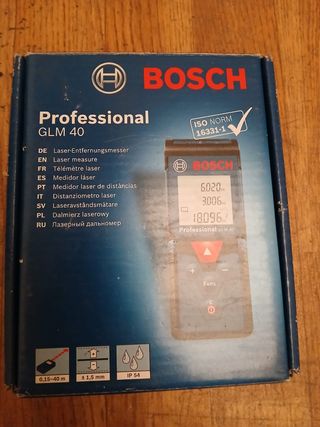 BOSCH
Professional
GLM 40
ISO NORM
16331-1
DE Laser-Entfernungsmesser
EN Laser measure
FR Télémètre laser
ES Medidor láser
PT Medidor laser de distâncias
IT Distanziometro laser
SV Laseravståndsmätare
PL Dalmierz laserowy
RU Лазерный дальномер
BOSCH
6.020
3.006
18.096
Professional
Func
0,15–40 m
± 1,5 mm
IP 54